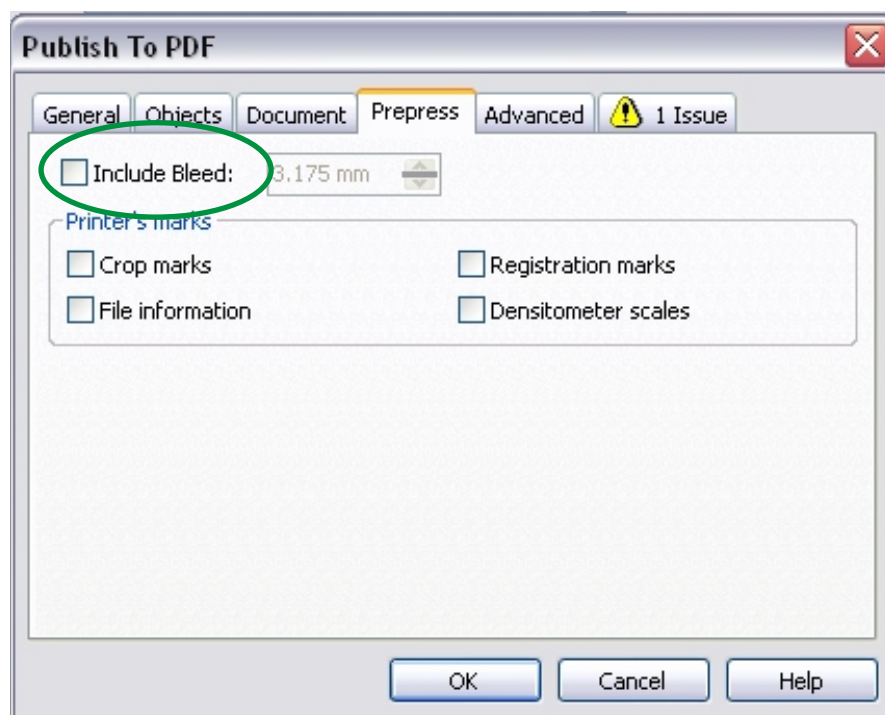 Publish To PDF
General Objects Document Prepress Advanced 1 Issue
Include Bleed: 3.175 mm
Printer's marks
Crop marks Registration marks
File information Densitometer scales
OK Cancel Help